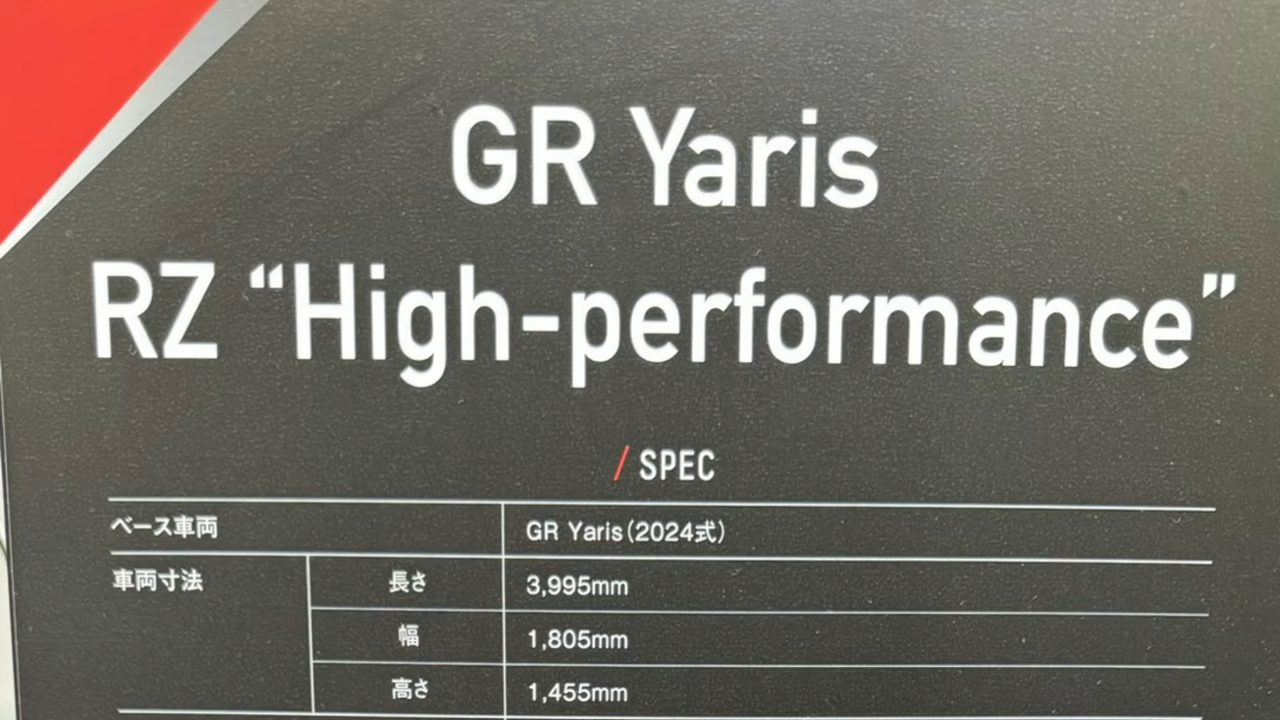 GR Yaris
RZ “High-performance”
/ SPEC
ベース車両 GR Yaris(2024式)
車両寸法 長さ 3,995mm
幅 1,805mm
高さ 1,455mm